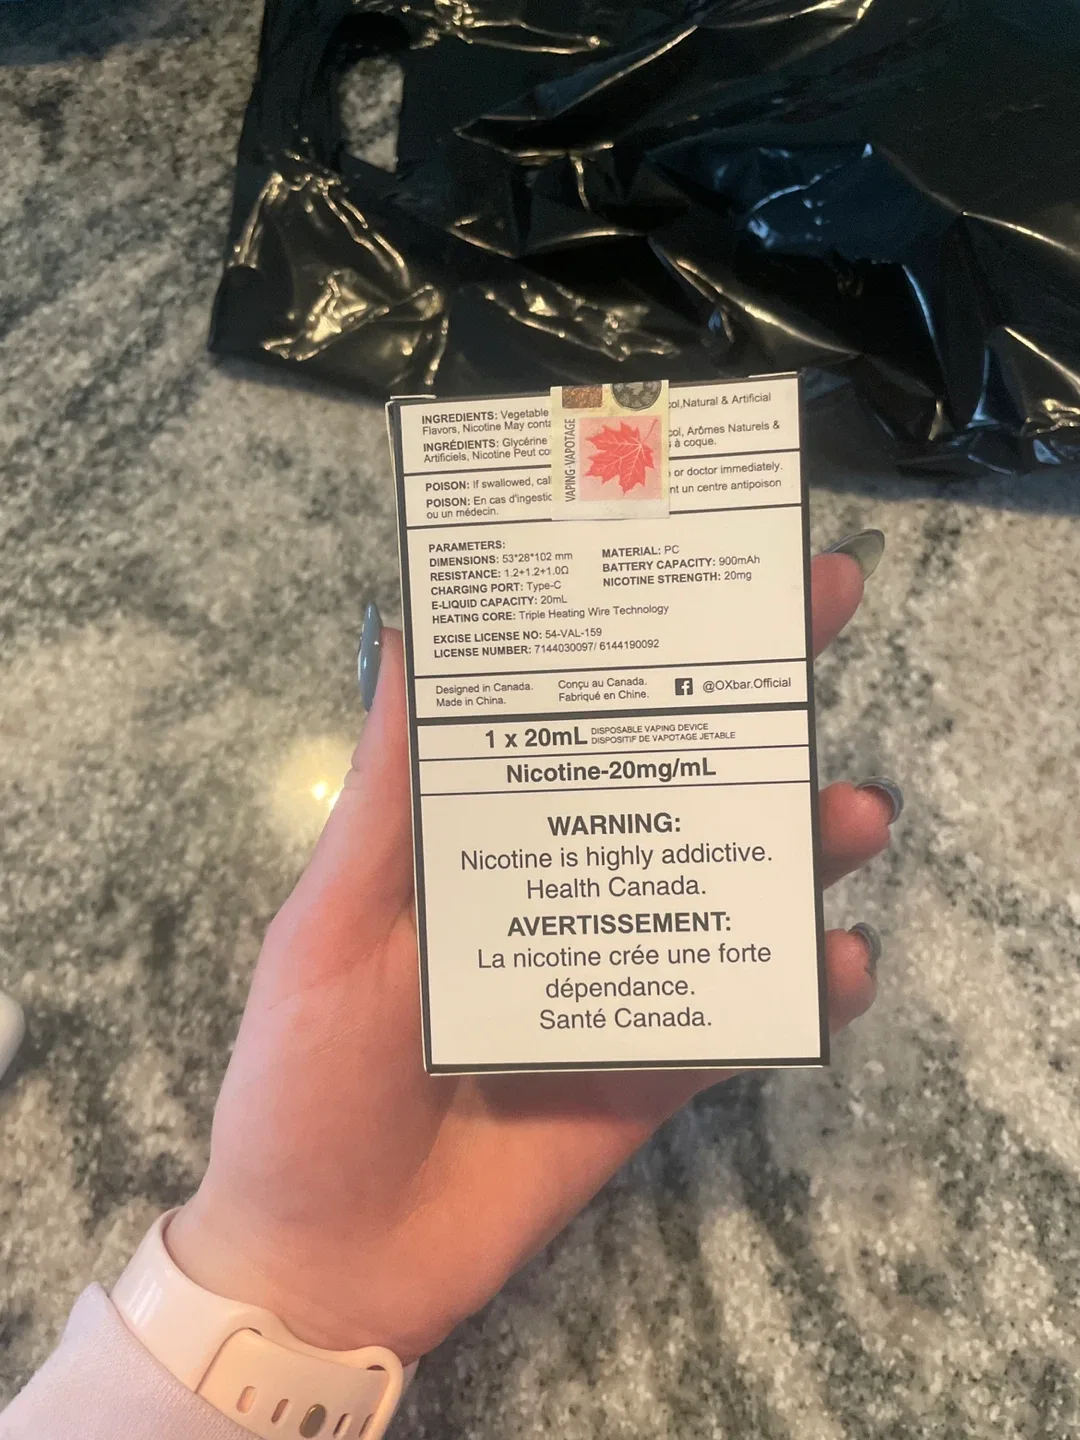 INGREDIENTS: Vegetable col,Natural & Artificial
Flavors, Nicotine May conta
INGRÉDIENTS: Glycérine col, Arômes Naturels &
Artificiels, Nicotine Peut co s à coque.
VAPING·VAPOTAGE
POISON: If swallowed, call or doctor immediately.
POISON: En cas d'ingestio nt un centre antipoison
ou un médecin.
PARAMETERS:
DIMENSIONS: 53*28*102 mm
RESISTANCE: 1.2+1.2+1.0Ω
CHARGING PORT: Type-C
E-LIQUID CAPACITY: 20mL
HEATING CORE: Triple Heating Wire Technology
MATERIAL: PC
BATTERY CAPACITY: 900mAh
NICOTINE STRENGTH: 20mg
EXCISE LICENSE NO: 54-VAL-159
LICENSE NUMBER: 7144030097/ 6144190092
Designed in Canada.
Made in China.
Conçu au Canada.
Fabriqué en Chine.
@OXbar.Official
1 x 20mL DISPOSABLE VAPING DEVICE
DISPOSITIF DE VAPOTAGE JETABLE
Nicotine-20mg/mL
WARNING:
Nicotine is highly addictive.
Health Canada.
AVERTISSEMENT:
La nicotine crée une forte
dépendance.
Santé Canada.